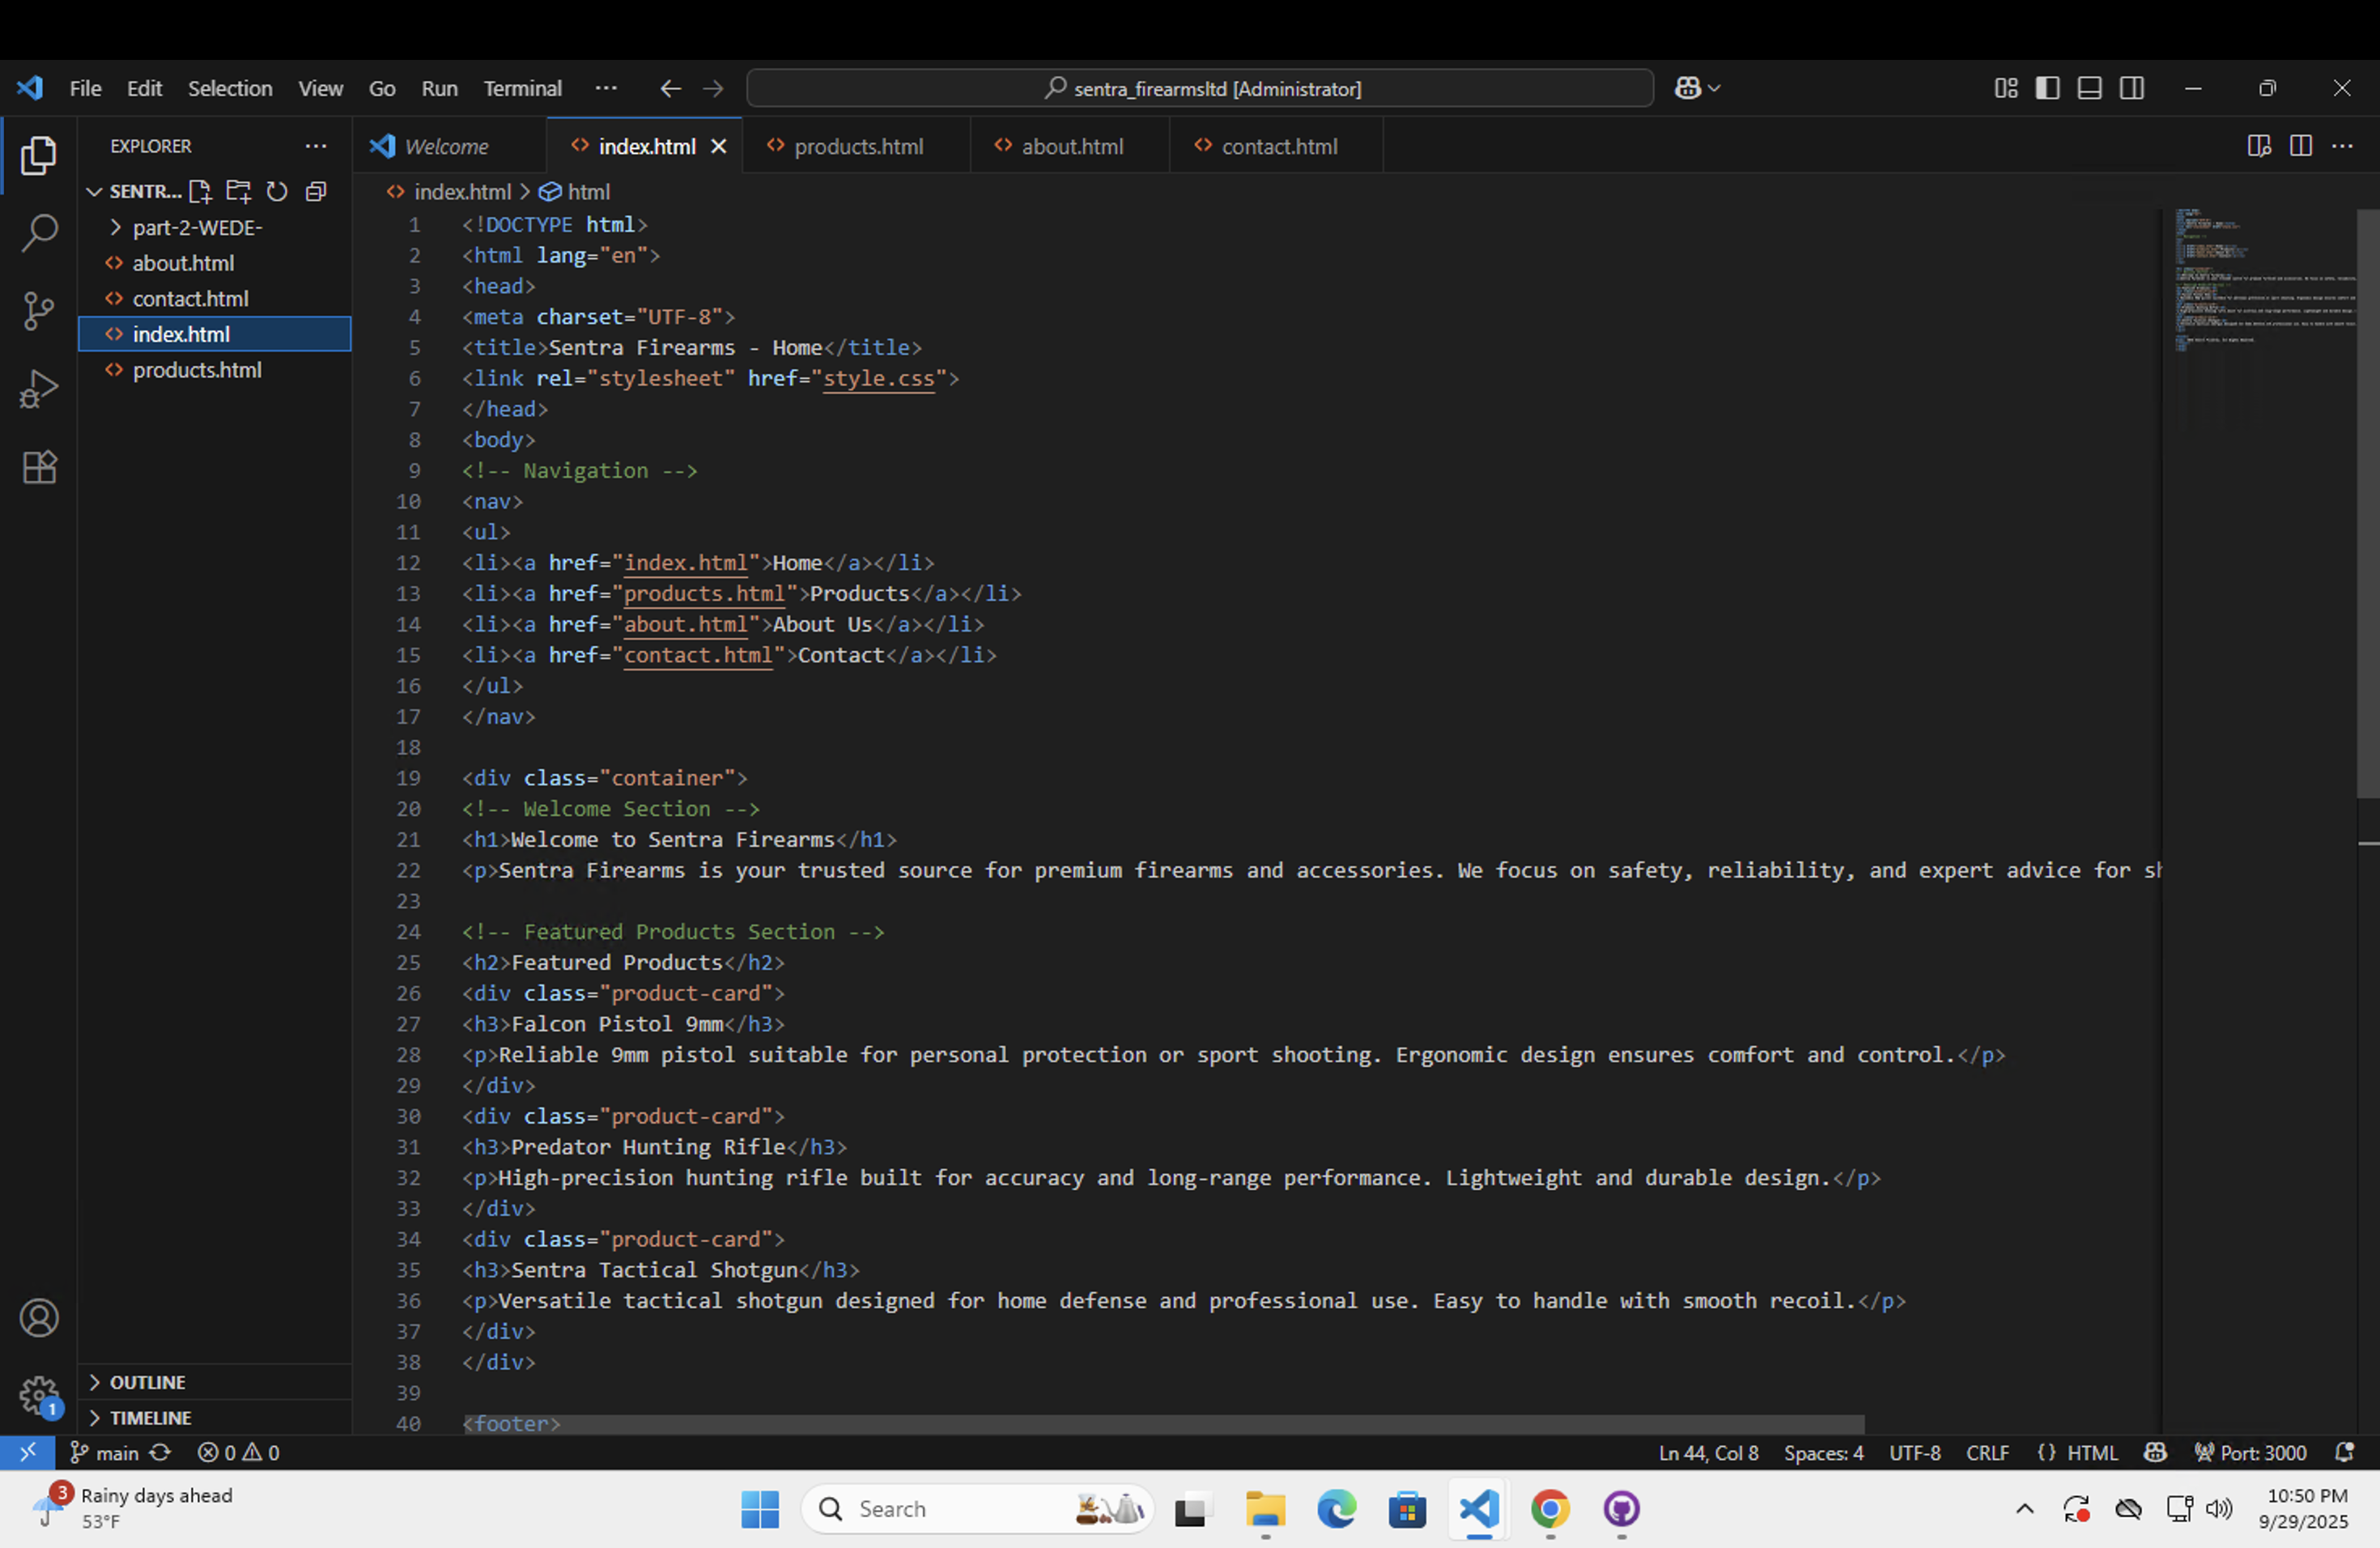 File Edit Selection View Go Run Terminal ··· sentra_firearmsltd [Administrator]
EXPLORER ···
Welcome index.html products.html about.html contact.html
SENTR...
part-2-WEDE-
about.html
contact.html
index.html
products.html
OUTLINE
TIMELINE
index.html > html
1 <!DOCTYPE html>
2 <html lang="en">
3 <head>
4 <meta charset="UTF-8">
5 <title>Sentra Firearms - Home</title>
6 <link rel="stylesheet" href="style.css">
7 </head>
8 <body>
9 <!-- Navigation -->
10 <nav>
11 <ul>
12 <li><a href="index.html">Home</a></li>
13 <li><a href="products.html">Products</a></li>
14 <li><a href="about.html">About Us</a></li>
15 <li><a href="contact.html">Contact</a></li>
16 </ul>
17 </nav>
18
19 <div class="container">
20 <!-- Welcome Section -->
21 <h1>Welcome to Sentra Firearms</h1>
22 <p>Sentra Firearms is your trusted source for premium firearms and accessories. We focus on safety, reliability, and expert advice for sh
23
24 <!-- Featured Products Section -->
25 <h2>Featured Products</h2>
26 <div class="product-card">
27 <h3>Falcon Pistol 9mm</h3>
28 <p>Reliable 9mm pistol suitable for personal protection or sport shooting. Ergonomic design ensures comfort and control.</p>
29 </div>
30 <div class="product-card">
31 <h3>Predator Hunting Rifle</h3>
32 <p>High-precision hunting rifle built for accuracy and long-range performance. Lightweight and durable design.</p>
33 </div>
34 <div class="product-card">
35 <h3>Sentra Tactical Shotgun</h3>
36 <p>Versatile tactical shotgun designed for home defense and professional use. Easy to handle with smooth recoil.</p>
37 </div>
38 </div>
39
40 <footer>
1
main 0 0 Ln 44, Col 8 Spaces: 4 UTF-8 CRLF {} HTML Port: 3000
3 Rainy days ahead
53°F
Search
10:50 PM
9/29/2025